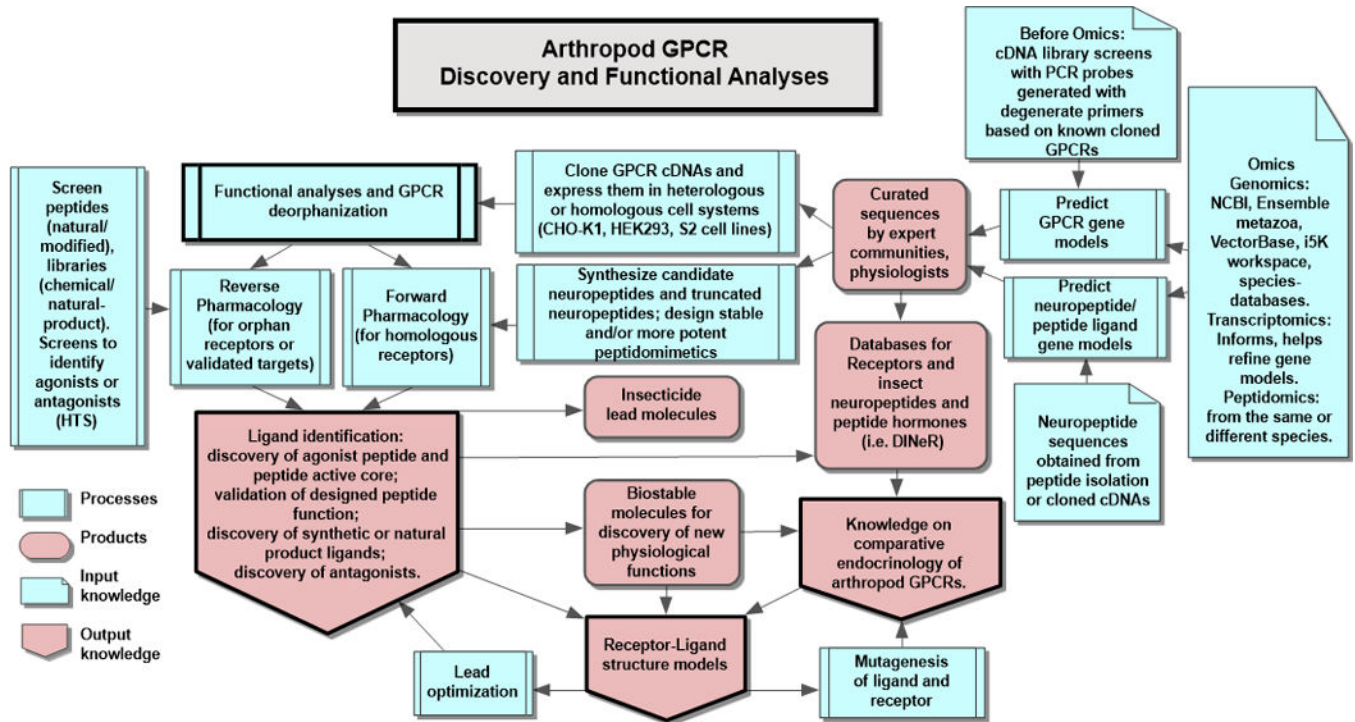 Arthropod GPCR
Discovery and Functional Analyses
Before Omics:
cDNA library screens
with PCR probes
generated with
degenerate primers
based on known cloned
GPCRs
Omics
Genomics:
NCBI, Ensemble
metazoa,
VectorBase, i5K
workspace,
species-
databases.
Transcriptomics:
Informs, helps
refine gene
models.
Peptidomics:
from the same or
different species.
Screen
peptides
(natural/
modified),
libraries
(chemical/
natural-
product).
Screens to
identify
agonists or
antagonists
(HTS)
Functional analyses and GPCR
deorphanization
Clone GPCR cDNAs and
express them in heterologous
or homologous cell systems
(CHO-K1, HEK293, S2 cell lines)
Curated
sequences
by expert
communities,
physiologists
Predict
GPCR gene
models
Reverse
Pharmacology
(for orphan
receptors or
validated targets)
Forward
Pharmacology
(for homologous
receptors)
Synthesize candidate
neuropeptides and truncated
neuropeptides; design stable
and/or more potent
peptidomimetics
Predict
neuropeptide/
peptide ligand
gene models
Databases for
Receptors and
insect
neuropeptides and
peptide hormones
(i.e. DINeR)
Insecticide
lead molecules
Neuropeptide
sequences
obtained from
peptide isolation
or cloned cDNAs
Ligand identification:
discovery of agonist peptide and
peptide active core;
validation of designed peptide
function;
discovery of synthetic or natural
product ligands;
discovery of antagonists.
Biostable
molecules for
discovery of new
physiological
functions
Knowledge on
comparative
endocrinology of
arthropod GPCRs.
Processes
Products
Input
knowledge
Output
knowledge
Receptor-Ligand
structure models
Lead
optimization
Mutagenesis
of ligand and
receptor